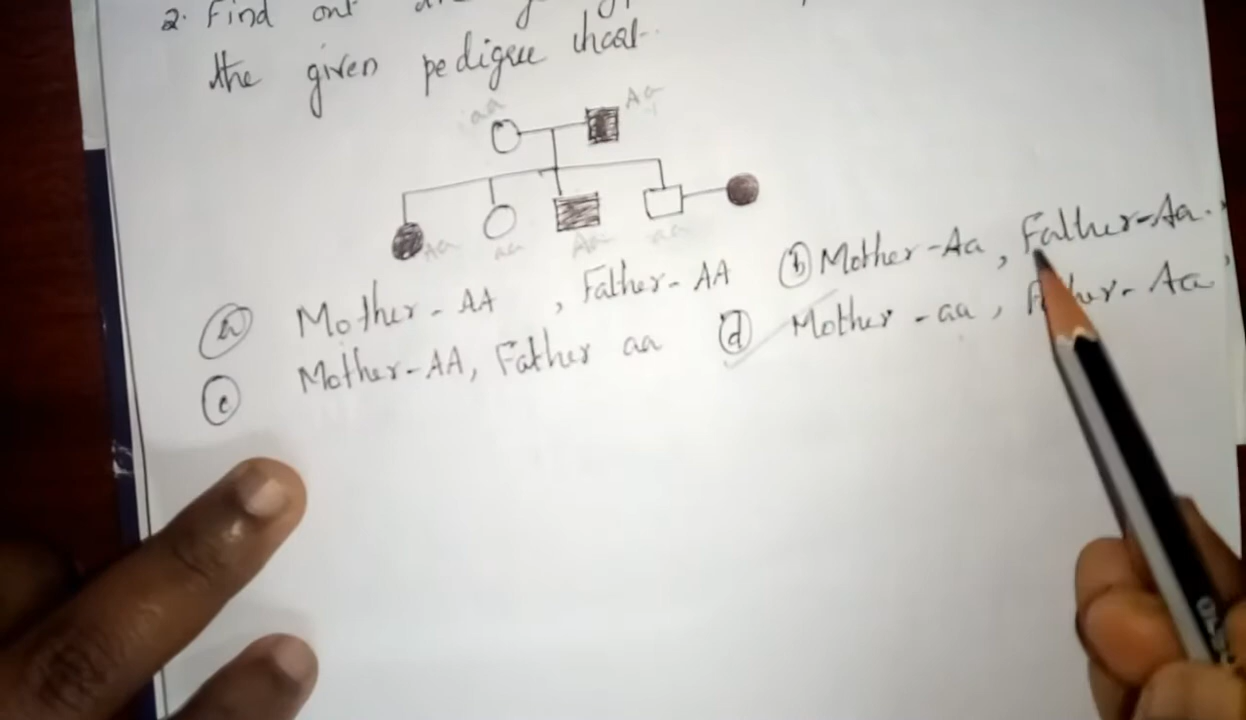 2. Find out
the given pedigree chart.
aa Aa
Aa aa Aa aa
(a) Mother - AA , Father - AA (b) Mother - Aa , Father - Aa.
(c) Mother - AA, Father aa (d) Mother - aa , Father - Aa